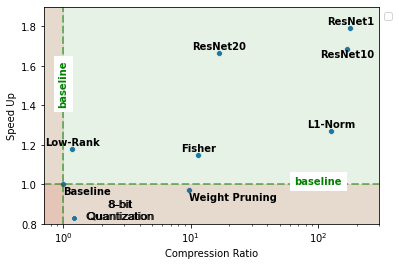 ResNet1
ResNet20
ResNet10
baseline
L1-Norm
Low-Rank
Fisher
baseline
Baseline
Weight Pruning
8-bit
Quantization
Speed Up
1.8
1.6
1.4
1.2
1.0
0.8
10^0
10^1
10^2
Compression Ratio